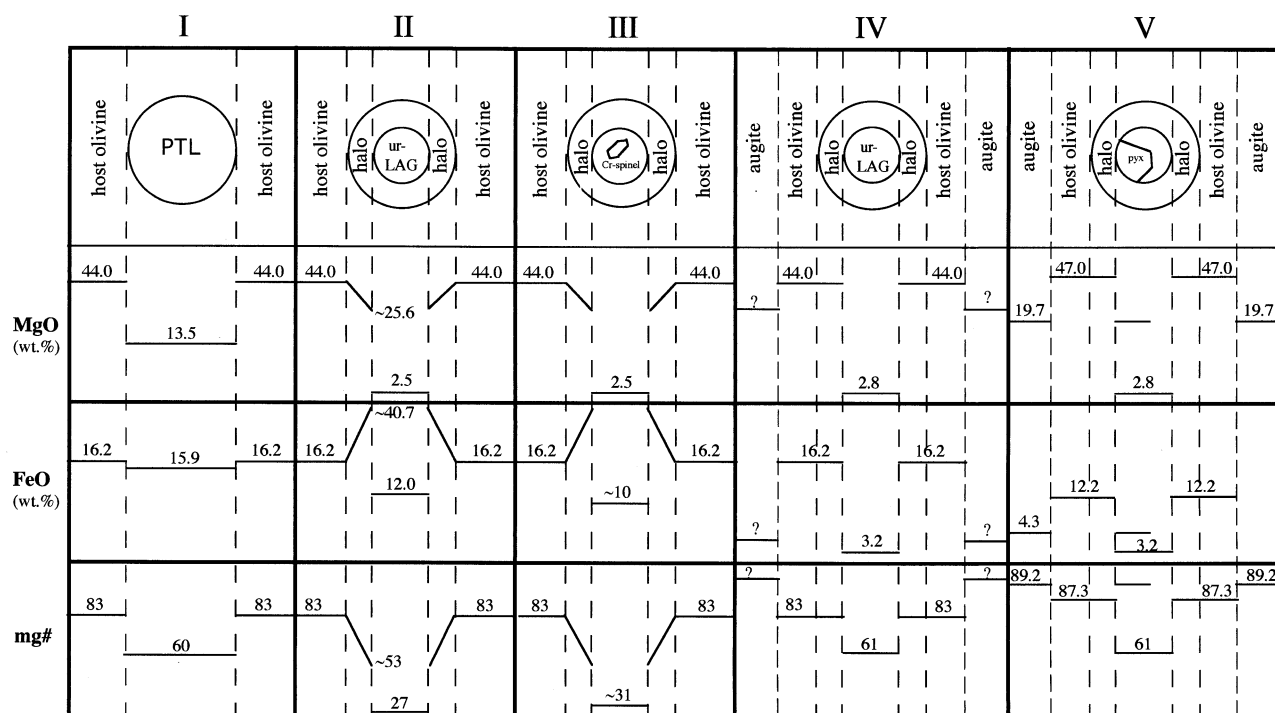 I II III IV V
host olivine PTL host olivine host olivine halo ur- halo host olivine host olivine halo Cr-spinel halo host olivine augite host olivine halo ur- halo host olivine augite augite host olivine halo pyx halo host olivine augite
LAG LAG
MgO
(wt.%)
44.0 44.0 44.0 44.0 44.0 44.0 44.0 44.0 47.0 47.0
13.5 ~25.6 ? ? 19.7 19.7
2.5 2.5 2.8 2.8
FeO
(wt.%)
~40.7
16.2 15.9 16.2 16.2 16.2 16.2 16.2 16.2 16.2
12.0 ~10 12.2 12.2
? 3.2 ? 4.3 3.2
mg#
? ? 89.2 89.2
83 83 83 83 83 83 83 83 87.3 87.3
60 ~53 61 61
27 ~31